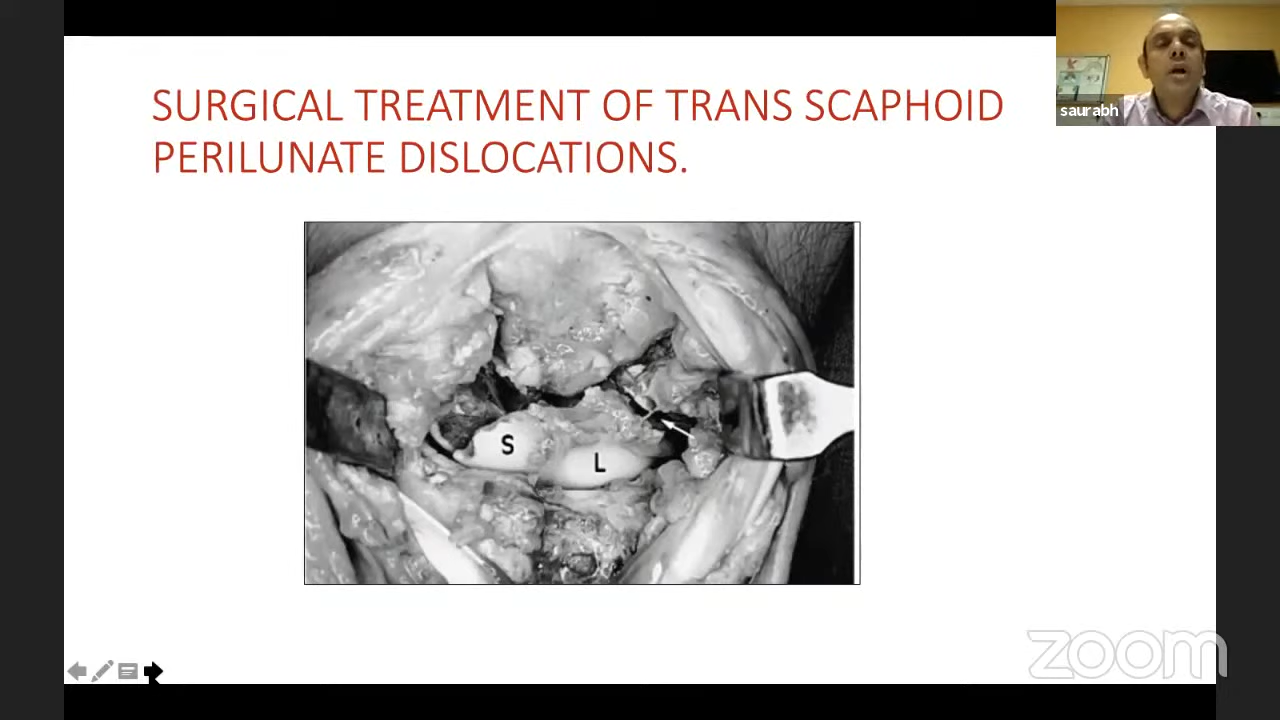 SURGICAL TREATMENT OF TRANS SCAPHOID
PERILUNATE DISLOCATIONS.
saurabh
S
L
zoom